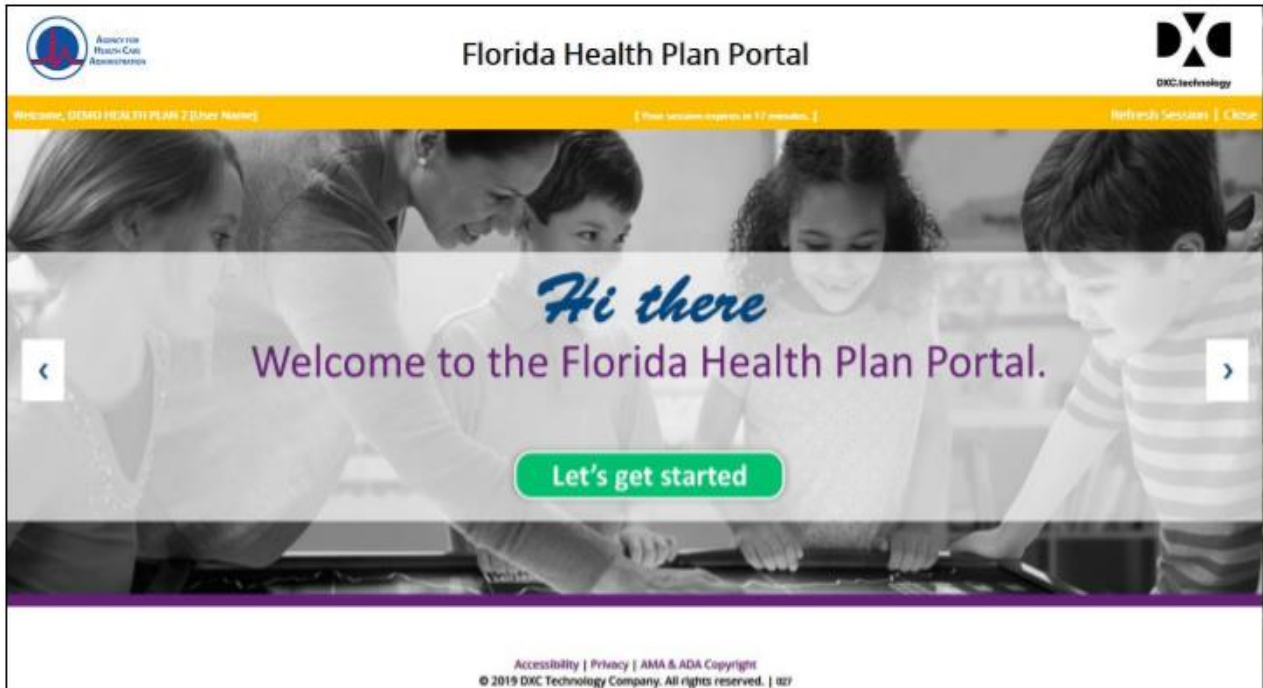 AGENCY FOR
HEALTH CARE
ADMINISTRATION
Florida Health Plan Portal
DXC.technology
Welcome, DEMO HEALTH PLAN 2 [User Name]
[ Your session expires in 17 minutes. ]
Refresh Session | Close
Hi there
Welcome to the Florida Health Plan Portal.
‹
›
Let's get started
Accessibility | Privacy | AMA & ADA Copyright
© 2019 DXC Technology Company. All rights reserved. | 027